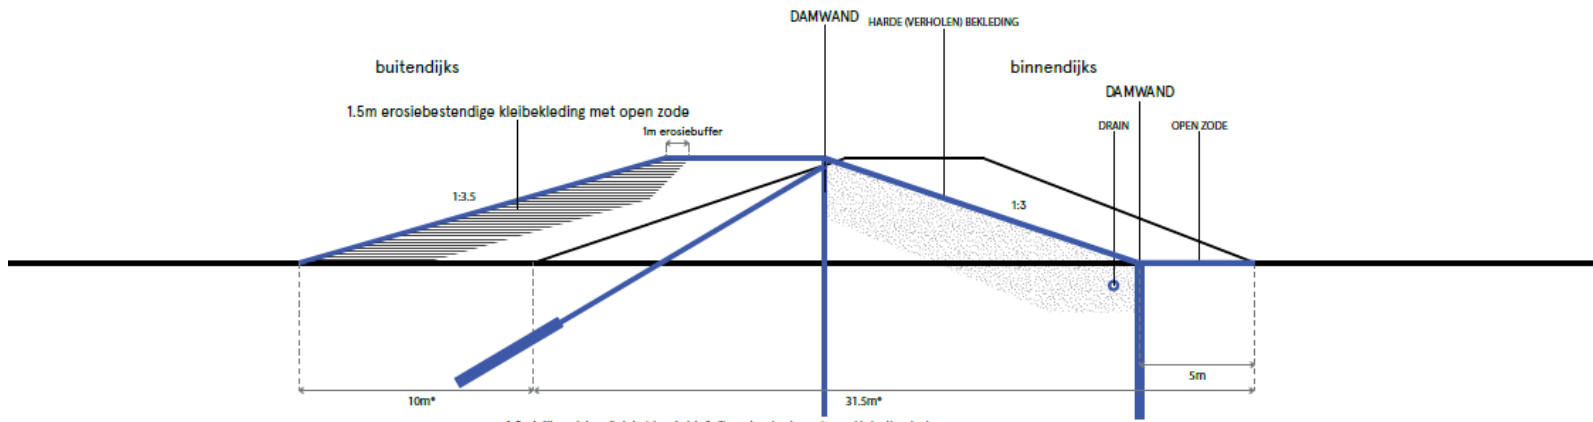 DAMWAND
HARDE (VERHOLEN) BEKLEDING
buitendijks
binnendijks
DAMWAND
1.5m erosiebestendige kleibekleding met open zode
1m erosiebuffer
DRAIN
OPEN ZODE
1:3.5
1:3
5m
10m*
31.5m*